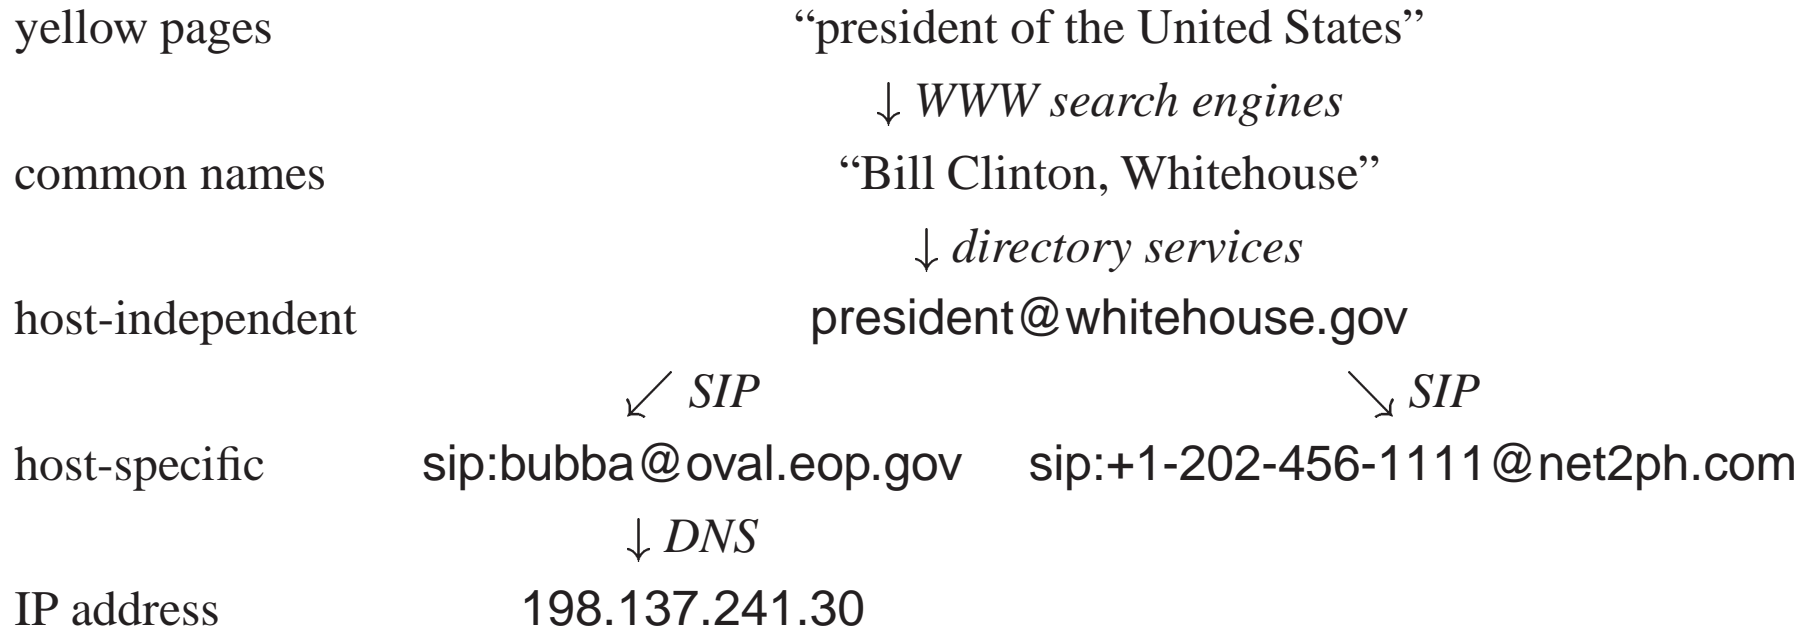 yellow pages “president of the United States”
↓ WWW search engines
common names “Bill Clinton, Whitehouse”
↓ directory services
host-independent president@whitehouse.gov
↙ SIP ↘ SIP
host-specific sip:bubba@oval.eop.gov sip:+1-202-456-1111@net2ph.com
↓ DNS
IP address 198.137.241.30